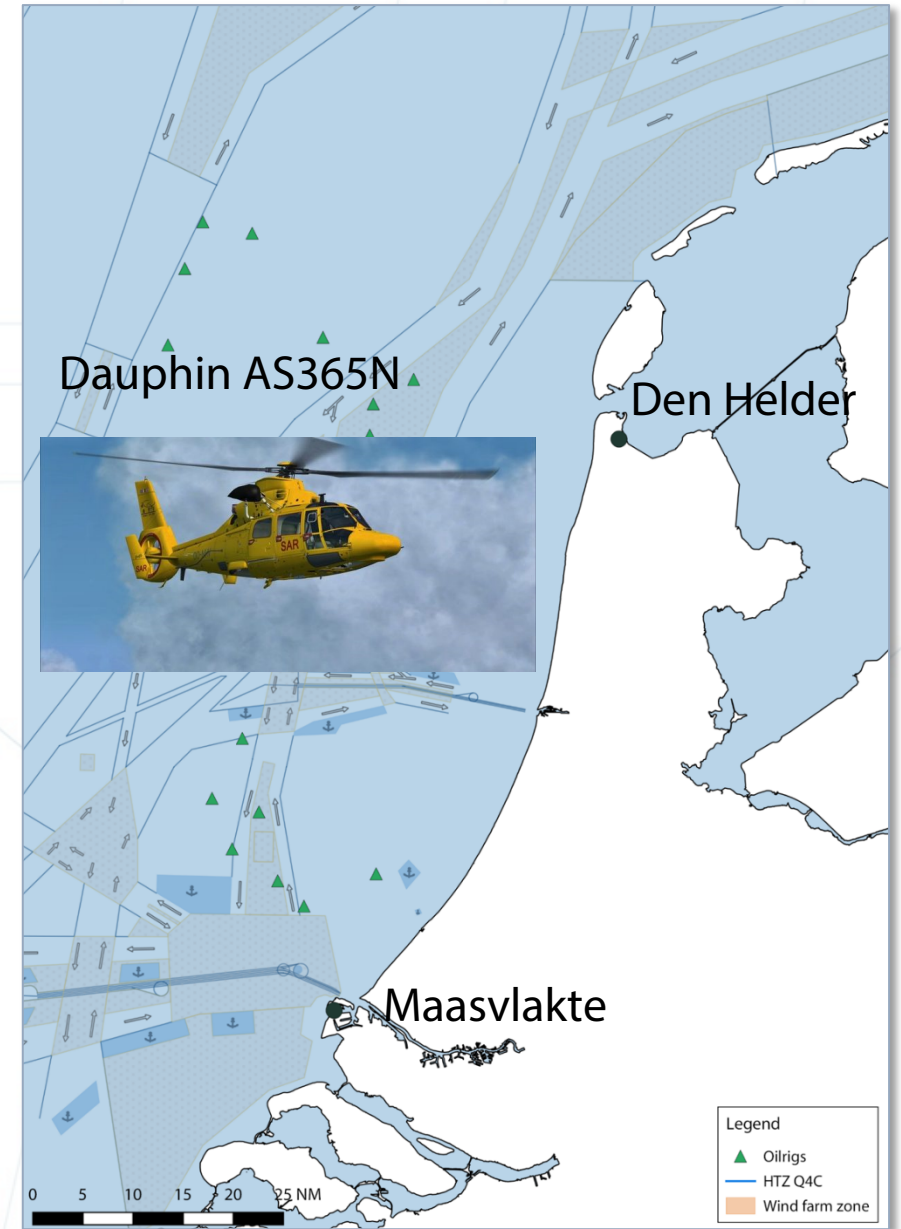 Dauphin AS365N
Den Helder
SAR
SAR
Maasvlakte
Legend
Oilrigs
HTZ Q4C
Wind farm zone
0 5 10 15 20 25 NM